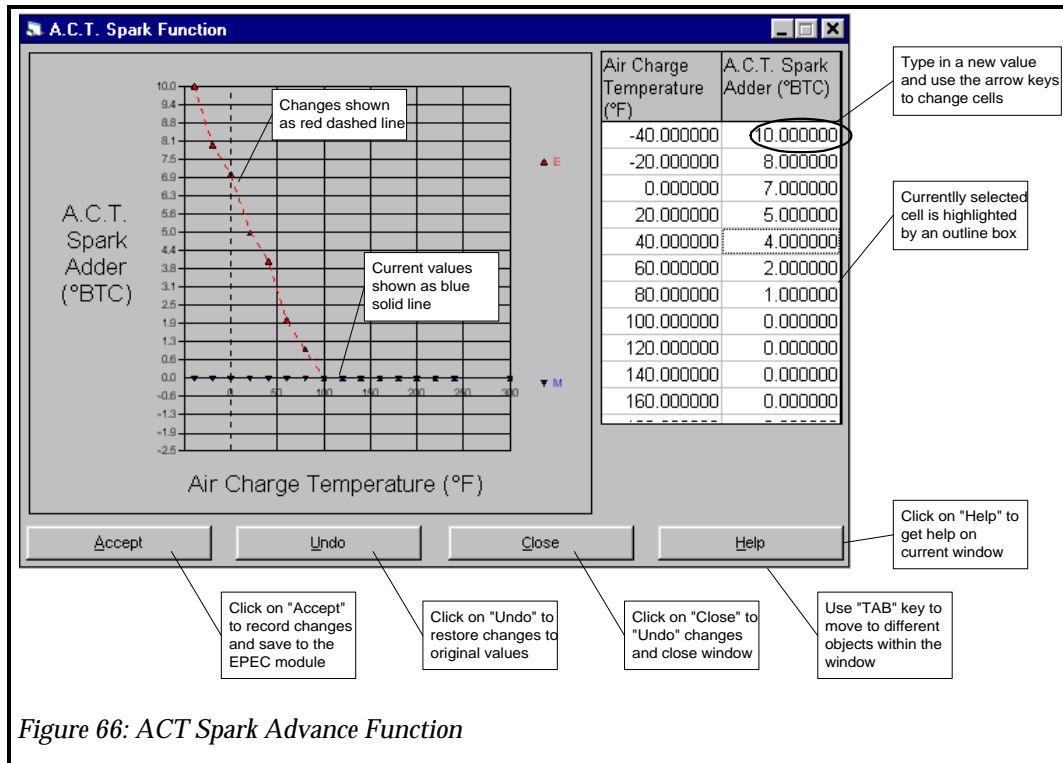 A.C.T. Spark Function
10.0
9.4
8.8
8.1
7.5
6.9
6.3
5.6
5.0
4.4
3.8
3.1
2.5
1.9
1.3
0.6
0.0
-0.6
-1.3
-1.9
-2.5
A.C.T.
Spark
Adder
(°BTC)
Changes shown
as red dashed line
Current values
shown as blue
solid line
E
M
0
50
100
150
200
250
300
Air Charge Temperature (°F)
Air Charge A.C.T. Spark
Temperature Adder (°BTC)
(°F)
-40.000000 10.000000
-20.000000 8.000000
0.000000 7.000000
20.000000 5.000000
40.000000 4.000000
60.000000 2.000000
80.000000 1.000000
100.000000 0.000000
120.000000 0.000000
140.000000 0.000000
160.000000 0.000000
Type in a new value
and use the arrow keys
to change cells
Currentlly selected
cell is highlighted
by an outline box
Accept
Undo
Close
Help
Click on "Help" to
get help on
current window
Click on "Accept"
to record changes
and save to the
EPEC module
Click on "Undo" to
restore changes to
original values
Click on "Close" to
"Undo" changes
and close window
Use "TAB" key to
move to different
objects within the
window
Figure 66: ACT Spark Advance Function